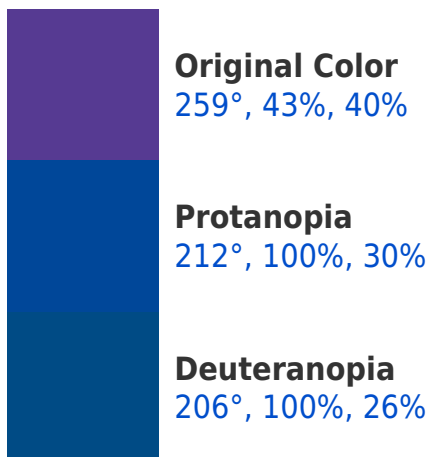 Original Color
259°, 43%, 40%
Protanopia
212°, 100%, 30%
Deuteranopia
206°, 100%, 26%